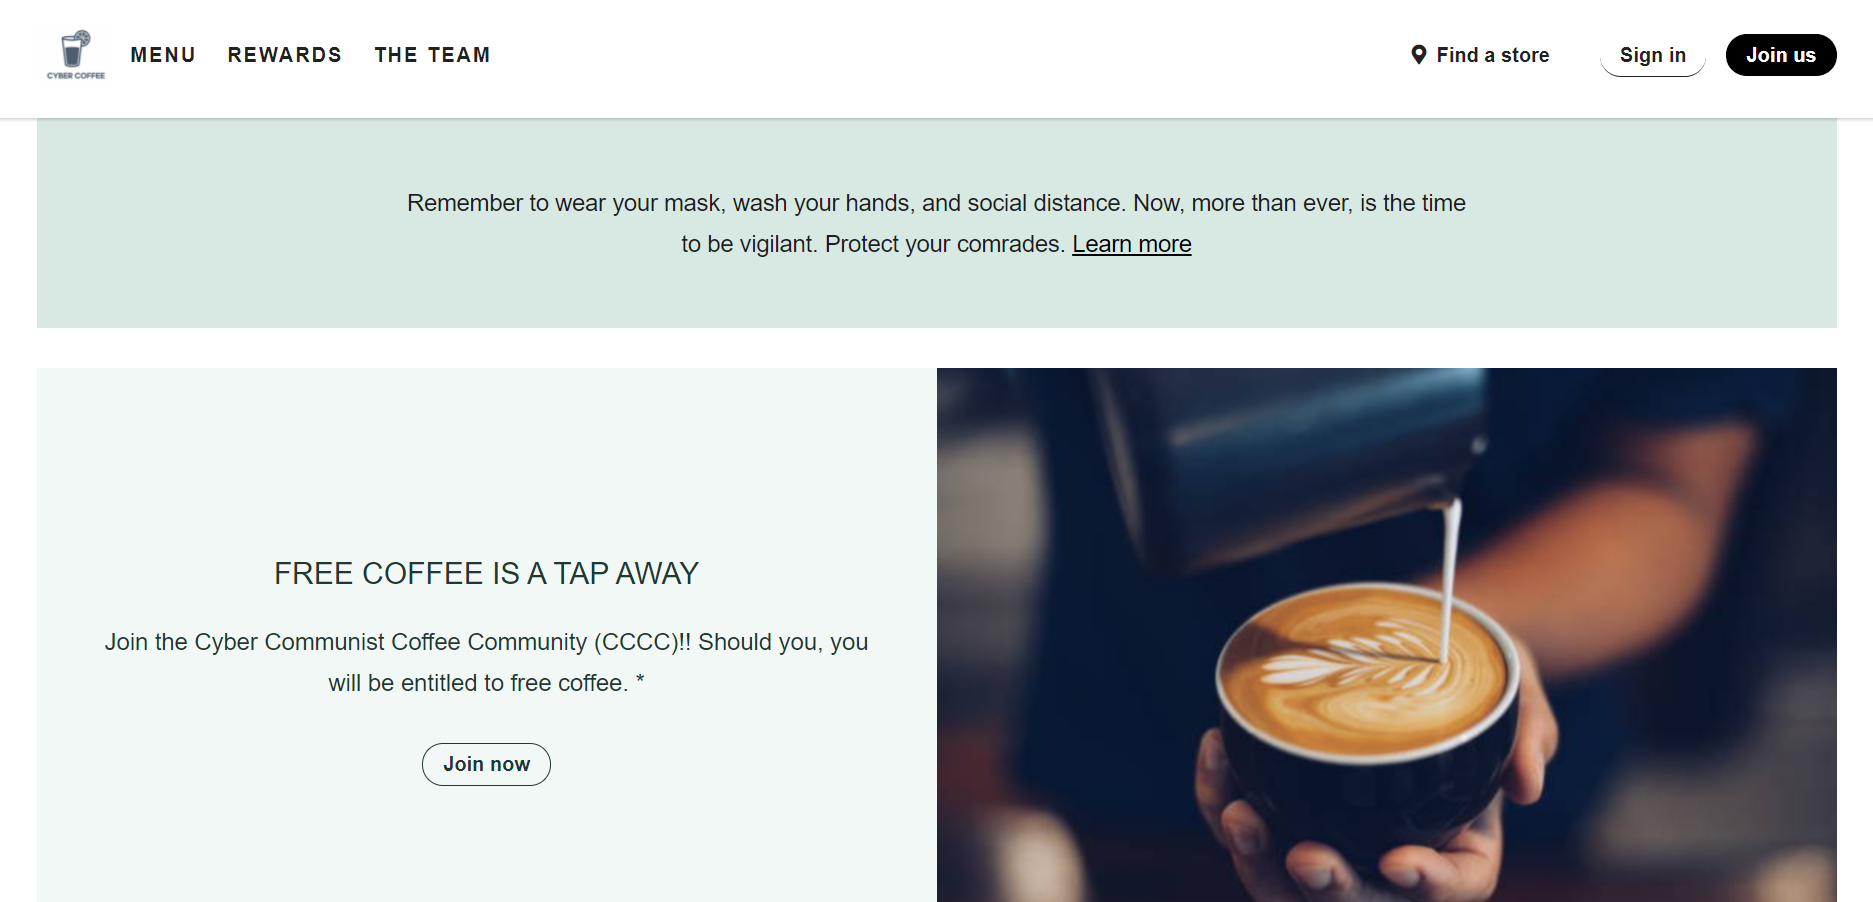 CYBER COFFEE
MENU REWARDS THE TEAM
Find a store
Sign in
Join us
Remember to wear your mask, wash your hands, and social distance. Now, more than ever, is the time
to be vigilant. Protect your comrades. Learn more
FREE COFFEE IS A TAP AWAY
Join the Cyber Communist Coffee Community (CCCC)!! Should you, you
will be entitled to free coffee. *
Join now